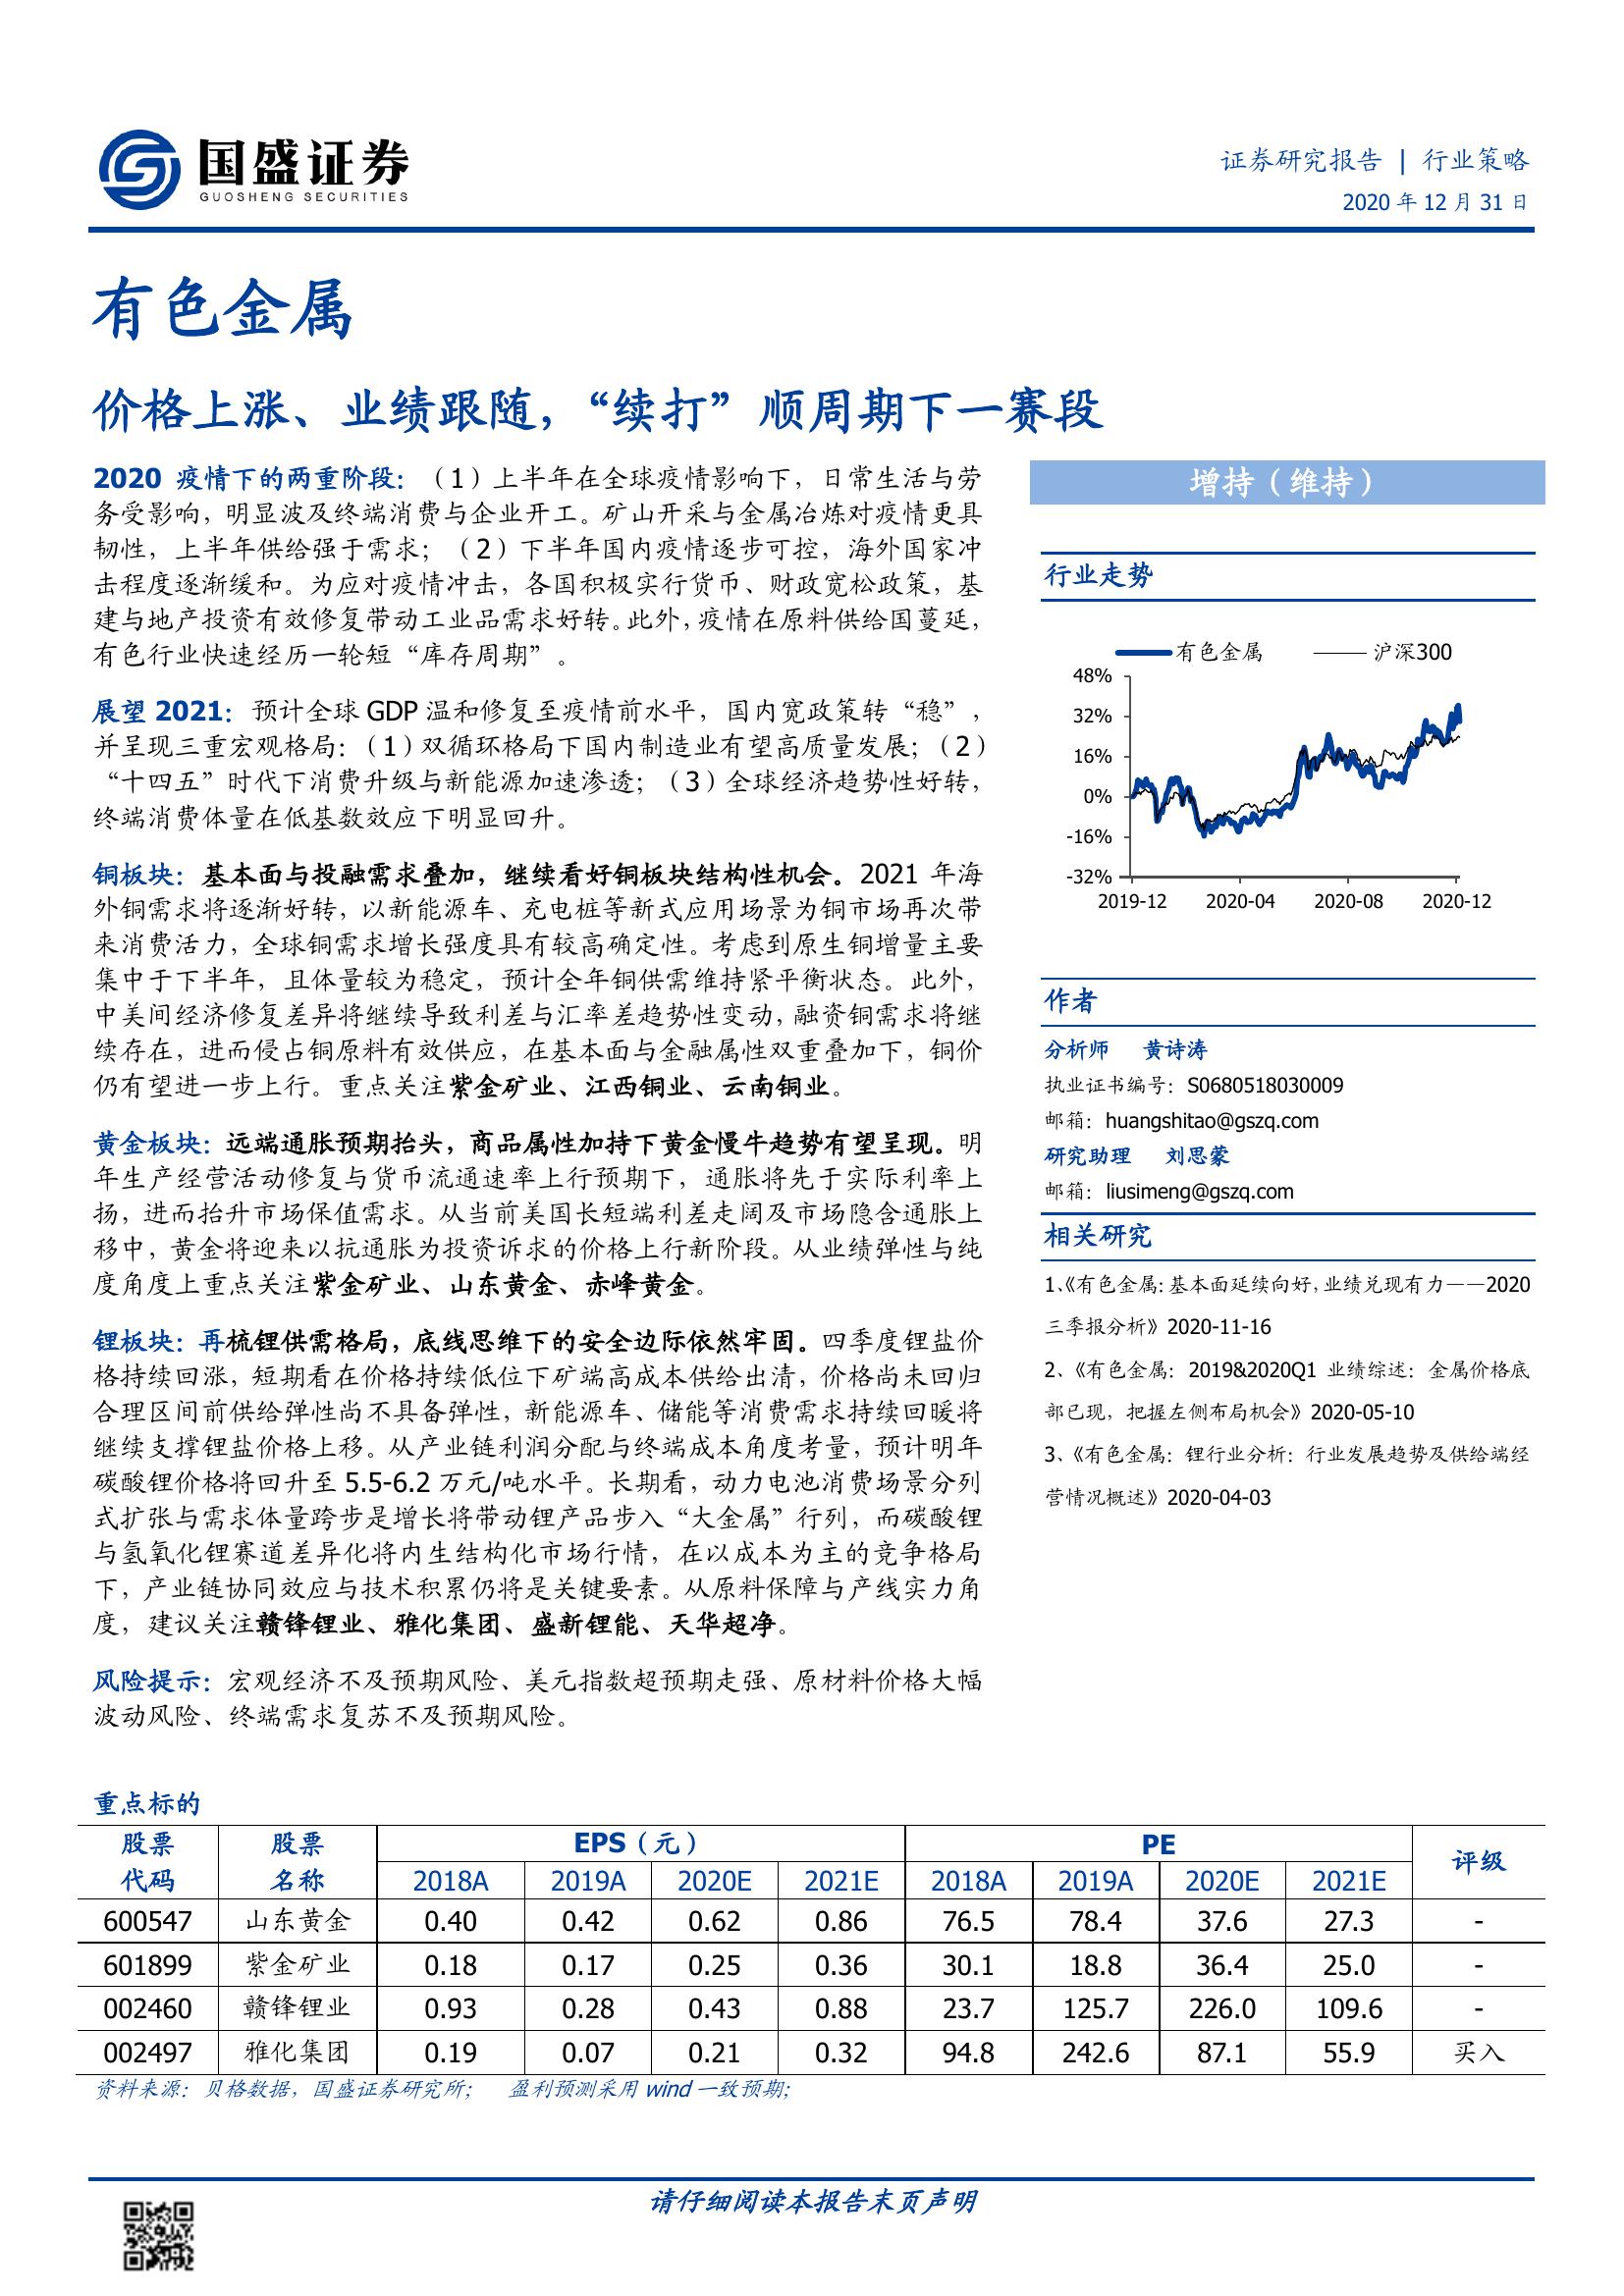 国盛证券
GUOSHENG SECURITIES
证券研究报告 | 行业策略
2020 年 12 月 31 日
有色金属
价格上涨、业绩跟随，“续打”顺周期下一赛段
2020 疫情下的两重阶段：（1）上半年在全球疫情影响下，日常生活与劳
务受影响，明显波及终端消费与企业开工。矿山开采与金属冶炼对疫情更具
韧性，上半年供给强于需求；（2）下半年国内疫情逐步可控，海外国家冲
击程度逐渐缓和。为应对疫情冲击，各国积极实行货币、财政宽松政策，基
建与地产投资有效修复带动工业品需求好转。此外，疫情在原料供给国蔓延，
有色行业快速经历一轮短“库存周期”。
展望 2021：预计全球 GDP 温和修复至疫情前水平，国内宽政策转“稳”，
并呈现三重宏观格局：（1）双循环格局下国内制造业有望高质量发展；（2）
“十四五”时代下消费升级与新能源加速渗透；（3）全球经济趋势性好转，
终端消费体量在低基数效应下明显回升。
铜板块：基本面与投融需求叠加，继续看好铜板块结构性机会。2021 年海
外铜需求将逐渐好转，以新能源车、充电桩等新式应用场景为铜市场再次带
来消费活力，全球铜需求增长强度具有较高确定性。考虑到原生铜增量主要
集中于下半年，且体量较为稳定，预计全年铜供需维持紧平衡状态。此外，
中美间经济修复差异将继续导致利差与汇率差趋势性变动，融资铜需求将继
续存在，进而侵占铜原料有效供应，在基本面与金融属性双重叠加下，铜价
仍有望进一步上行。重点关注紫金矿业、江西铜业、云南铜业。
黄金板块：远端通胀预期抬头，商品属性加持下黄金慢牛趋势有望呈现。明
年生产经营活动修复与货币流通速率上行预期下，通胀将先于实际利率上
扬，进而抬升市场保值需求。从当前美国长短端利差走阔及市场隐含通胀上
移中，黄金将迎来以抗通胀为投资诉求的价格上行新阶段。从业绩弹性与纯
度角度上重点关注紫金矿业、山东黄金、赤峰黄金。
锂板块：再梳锂供需格局，底线思维下的安全边际依然牢固。四季度锂盐价
格持续回涨，短期看在价格持续低位下矿端高成本供给出清，价格尚未回归
合理区间前供给弹性尚不具备弹性，新能源车、储能等消费需求持续回暖将
继续支撑锂盐价格上移。从产业链利润分配与终端成本角度考量，预计明年
碳酸锂价格将回升至 5.5-6.2 万元/吨水平。长期看，动力电池消费场景分列
式扩张与需求体量跨步是增长将带动锂产品步入“大金属”行列，而碳酸锂
与氢氧化锂赛道差异化将内生结构化市场行情，在以成本为主的竞争格局
下，产业链协同效应与技术积累仍将是关键要素。从原料保障与产线实力角
度，建议关注赣锋锂业、雅化集团、盛新锂能、天华超净。
风险提示：宏观经济不及预期风险、美元指数超预期走强、原材料价格大幅
波动风险、终端需求复苏不及预期风险。
增持（维持）
行业走势
有色金属 沪深300
48%
32%
16%
0%
-16%
-32%
2019-12 2020-04 2020-08 2020-12
作者
分析师 黄诗涛
执业证书编号：S0680518030009
邮箱：huangshitao@gszq.com
研究助理 刘思蒙
邮箱：liusimeng@gszq.com
相关研究
1、《有色金属：基本面延续向好，业绩兑现有力——2020
三季报分析》2020-11-16
2、《有色金属：2019&2020Q1 业绩综述：金属价格底
部已现，把握左侧布局机会》2020-05-10
3、《有色金属：锂行业分析：行业发展趋势及供给端经
营情况概述》2020-04-03
重点标的
股票 股票 EPS（元） PE 评级
代码 名称 2018A 2019A 2020E 2021E 2018A 2019A 2020E 2021E
600547 山东黄金 0.40 0.42 0.62 0.86 76.5 78.4 37.6 27.3 -
601899 紫金矿业 0.18 0.17 0.25 0.36 30.1 18.8 36.4 25.0 -
002460 赣锋锂业 0.93 0.28 0.43 0.88 23.7 125.7 226.0 109.6 -
002497 雅化集团 0.19 0.07 0.21 0.32 94.8 242.6 87.1 55.9 买入
资料来源：贝格数据，国盛证券研究所； 盈利预测采用 wind 一致预期；
请仔细阅读本报告末页声明